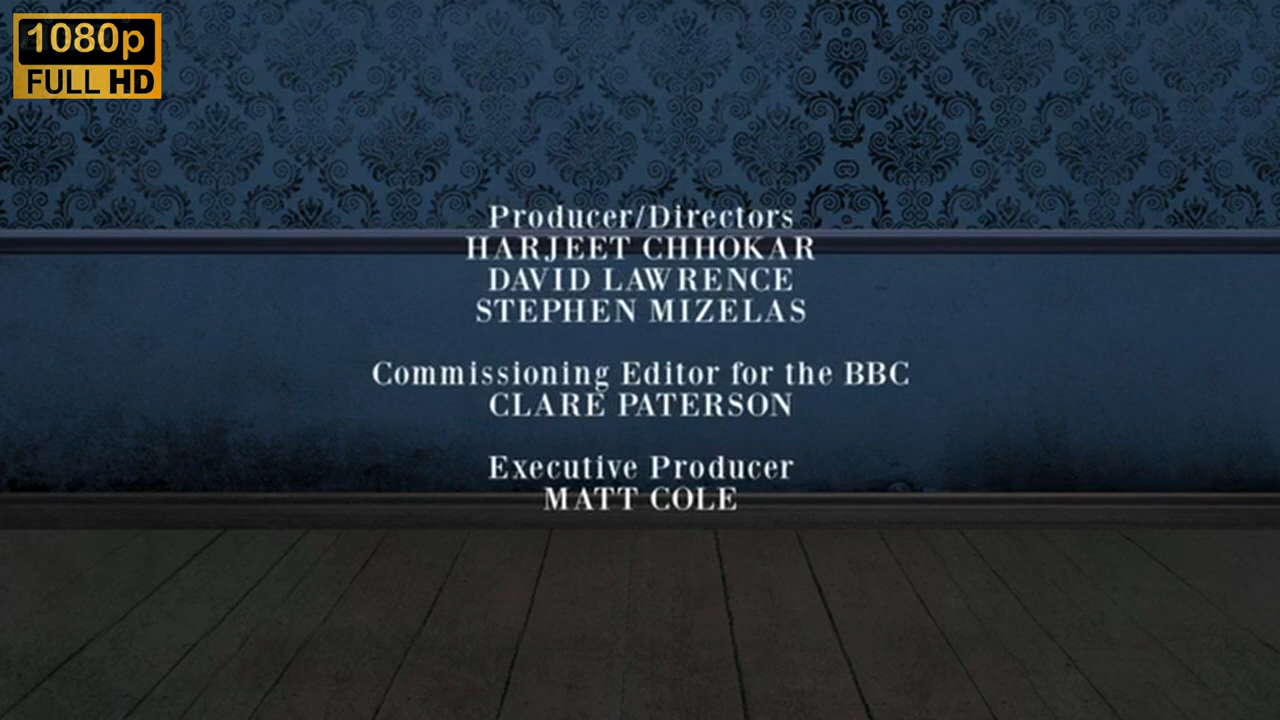 1080p
FULL HD
Producer/Directors
HARJEET CHHOKAR
DAVID LAWRENCE
STEPHEN MIZELAS
Commissioning Editor for the BBC
CLARE PATERSON
Executive Producer
MATT COLE